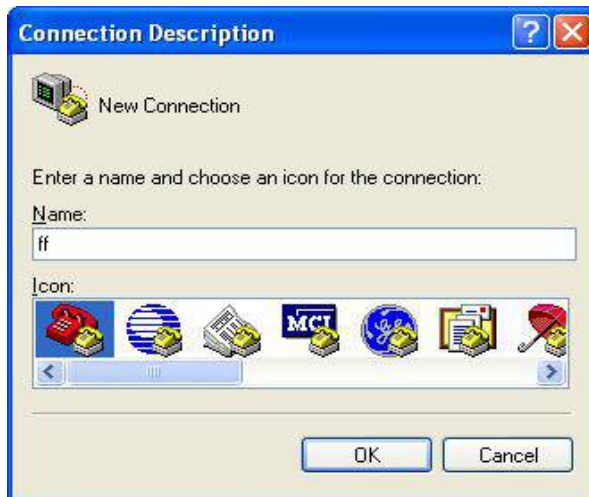 Connection Description
New Connection
Enter a name and choose an icon for the connection:
Name:
ff
Icon:
MCI
OK
Cancel